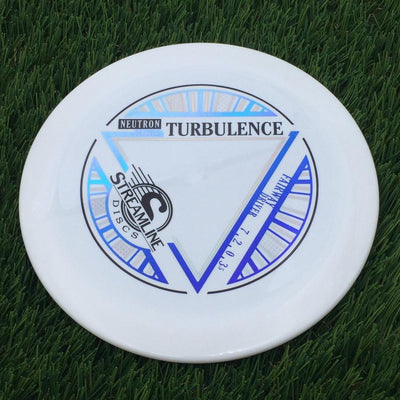 NEUTRON
TURBULENCE
FAIRWAY
DRIVER 7, 2, 0, 3
STREAMLINE
DISCS